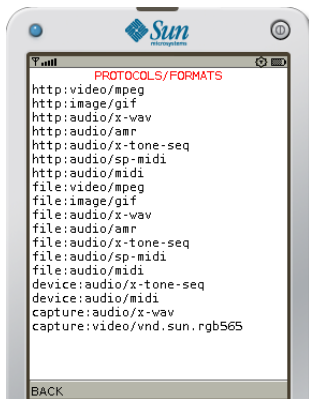 Sun
microsystems
PROTOCOLS/FORMATS
http:video/mpeg
http:image/gif
http:audio/x-wav
http:audio/amr
http:audio/x-tone-seq
http:audio/sp-midi
http:audio/midi
file:video/mpeg
file:image/gif
file:audio/x-wav
file:audio/amr
file:audio/x-tone-seq
file:audio/sp-midi
file:audio/midi
device:audio/x-tone-seq
device:audio/midi
capture:audio/x-wav
capture:video/vnd.sun.rgb565
BACK